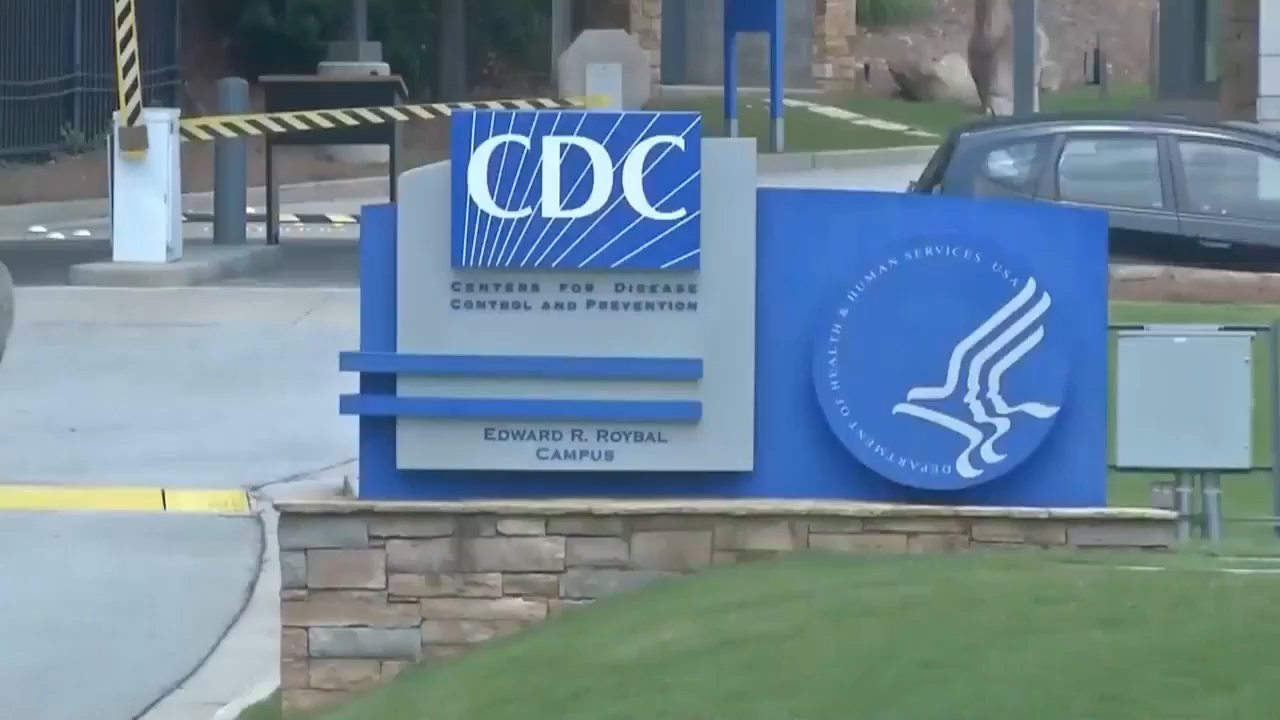 CDC
CENTERS FOR DISEASE
CONTROL AND PREVENTION
EDWARD R. ROYBAL
CAMPUS
DEPARTMENT OF HEALTH & HUMAN SERVICES USA